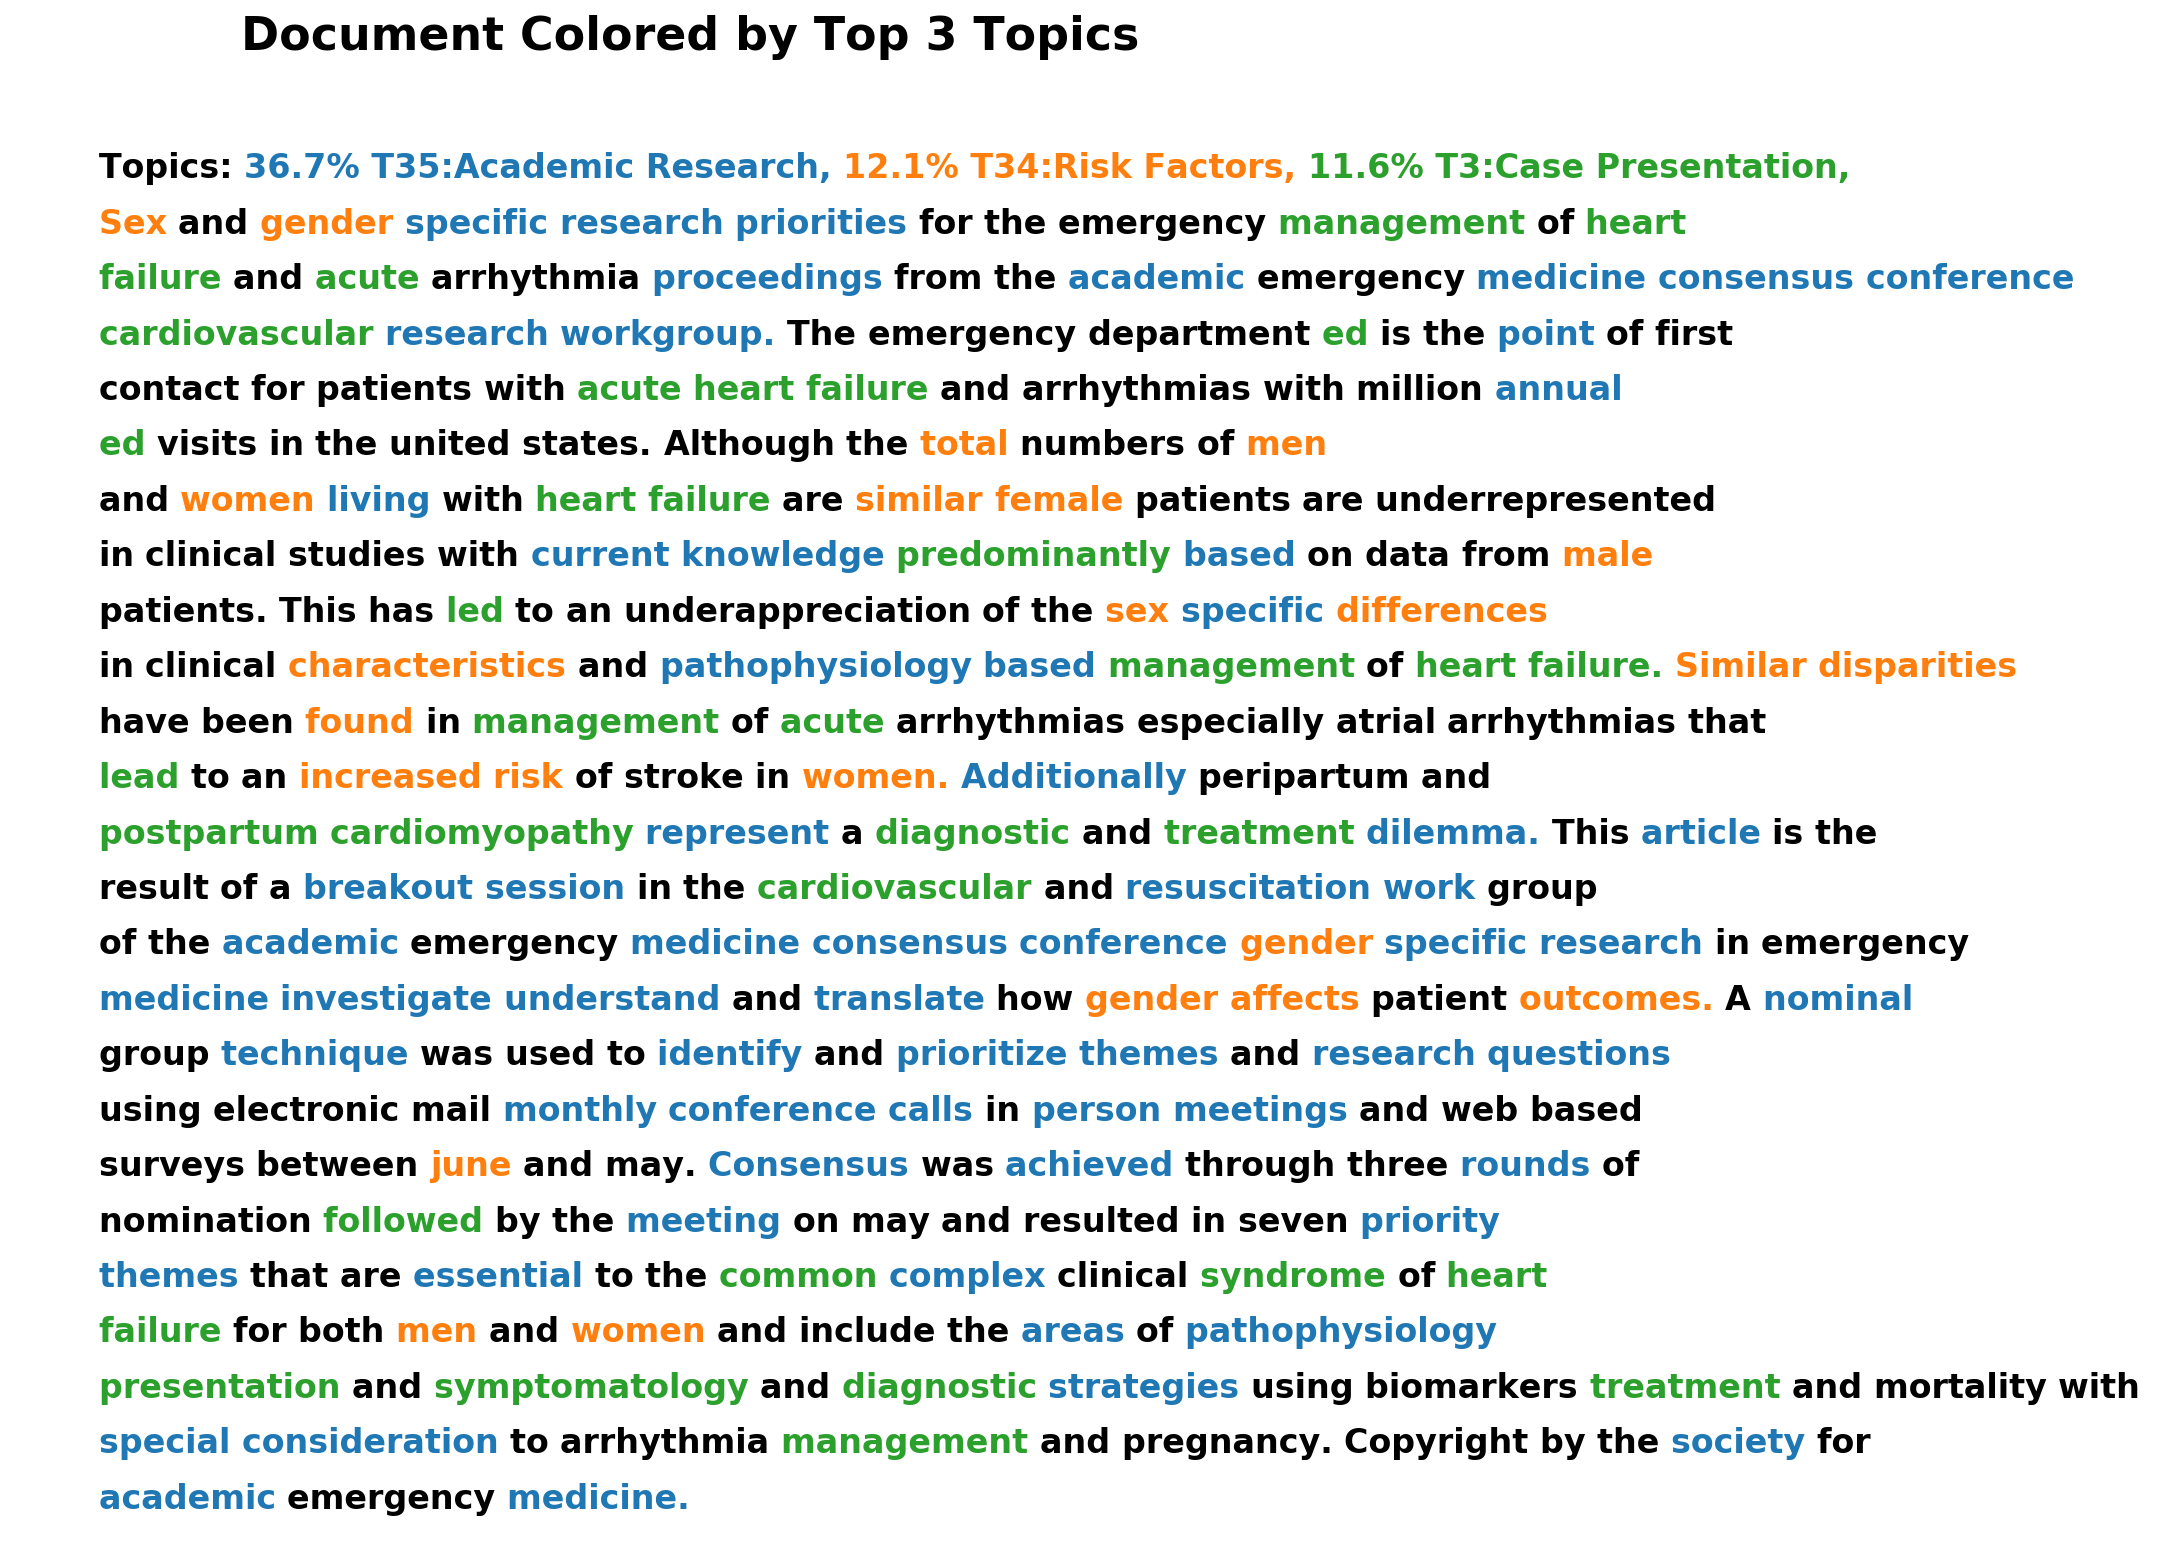 Document Colored by Top 3 Topics
Topics: 36.7% T35:Academic Research, 12.1% T34:Risk Factors, 11.6% T3:Case Presentation,
Sex and gender specific research priorities for the emergency management of heart
failure and acute arrhythmia proceedings from the academic emergency medicine consensus conference
cardiovascular research workgroup. The emergency department ed is the point of first
contact for patients with acute heart failure and arrhythmias with million annual
ed visits in the united states. Although the total numbers of men
and women living with heart failure are similar female patients are underrepresented
in clinical studies with current knowledge predominantly based on data from male
patients. This has led to an underappreciation of the sex specific differences
in clinical characteristics and pathophysiology based management of heart failure. Similar disparities
have been found in management of acute arrhythmias especially atrial arrhythmias that
lead to an increased risk of stroke in women. Additionally peripartum and
postpartum cardiomyopathy represent a diagnostic and treatment dilemma. This article is the
result of a breakout session in the cardiovascular and resuscitation work group
of the academic emergency medicine consensus conference gender specific research in emergency
medicine investigate understand and translate how gender affects patient outcomes. A nominal
group technique was used to identify and prioritize themes and research questions
using electronic mail monthly conference calls in person meetings and web based
surveys between june and may. Consensus was achieved through three rounds of
nomination followed by the meeting on may and resulted in seven priority
themes that are essential to the common complex clinical syndrome of heart
failure for both men and women and include the areas of pathophysiology
presentation and symptomatology and diagnostic strategies using biomarkers treatment and mortality with
special consideration to arrhythmia management and pregnancy. Copyright by the society for
academic emergency medicine.